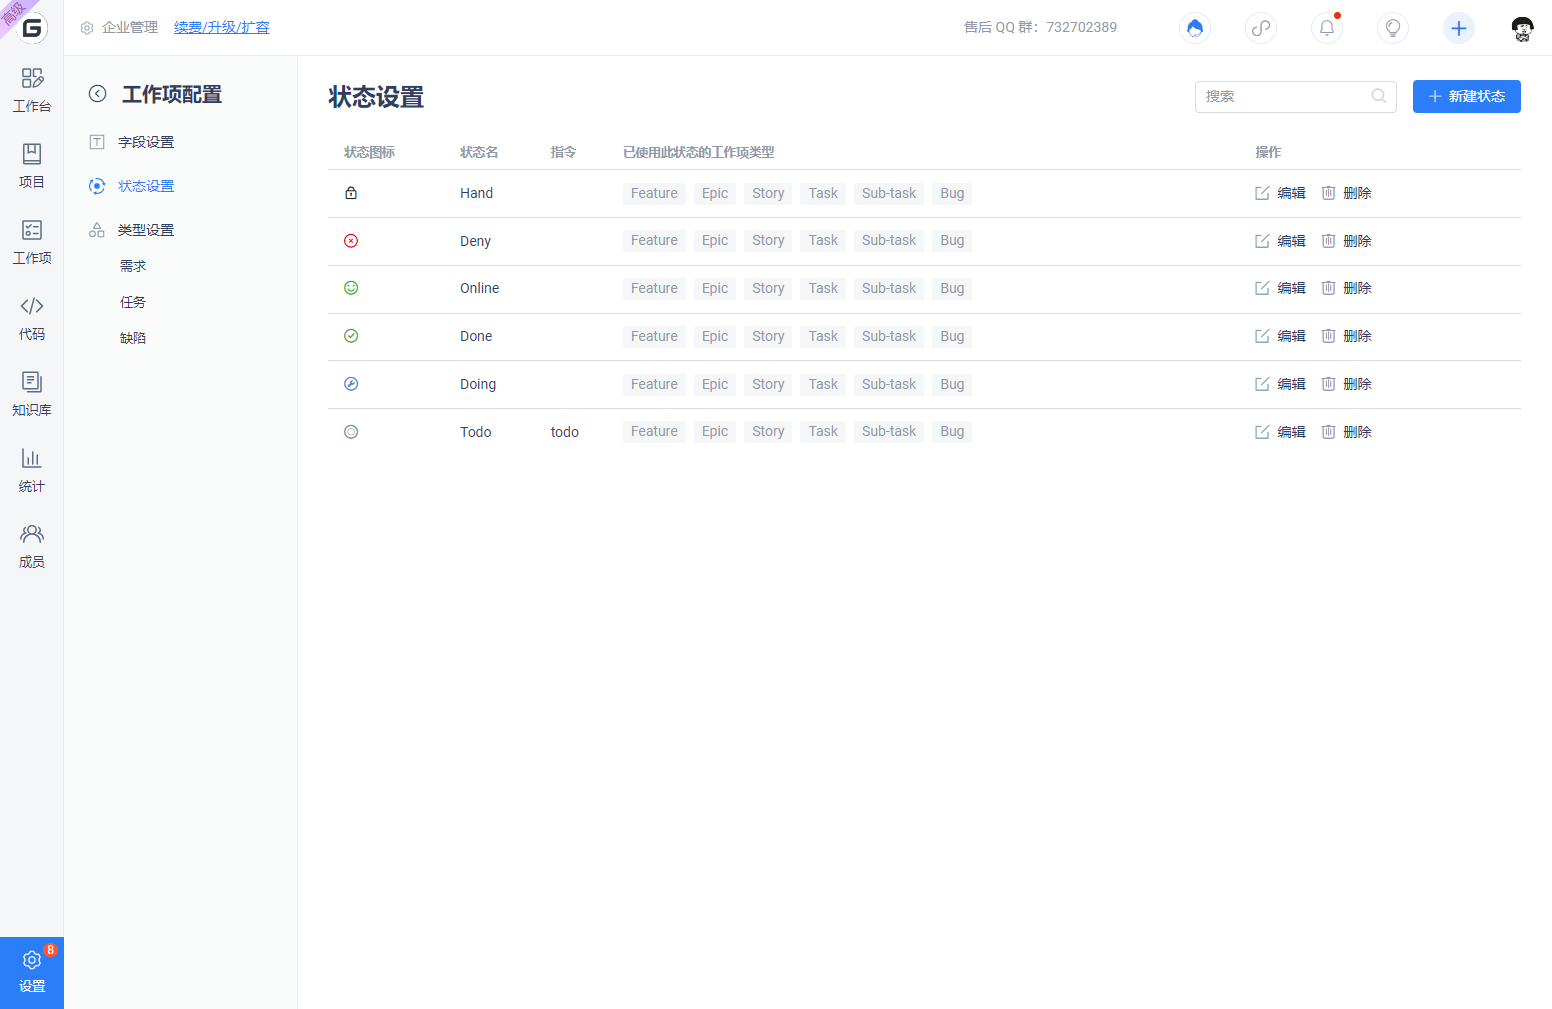 高级
企业管理 续费/升级/扩容
售后 QQ 群：732702389
工作台
项目
工作项
代码
知识库
统计
成员
8
设置
工作项配置
字段设置
状态设置
类型设置
需求
任务
缺陷
状态设置
搜索
新建状态
状态图标 状态名 指令 已使用此状态的工作项类型 操作
Hand Feature Epic Story Task Sub-task Bug 编辑 删除
Deny Feature Epic Story Task Sub-task Bug 编辑 删除
Online Feature Epic Story Task Sub-task Bug 编辑 删除
Done Feature Epic Story Task Sub-task Bug 编辑 删除
Doing Feature Epic Story Task Sub-task Bug 编辑 删除
Todo todo Feature Epic Story Task Sub-task Bug 编辑 删除